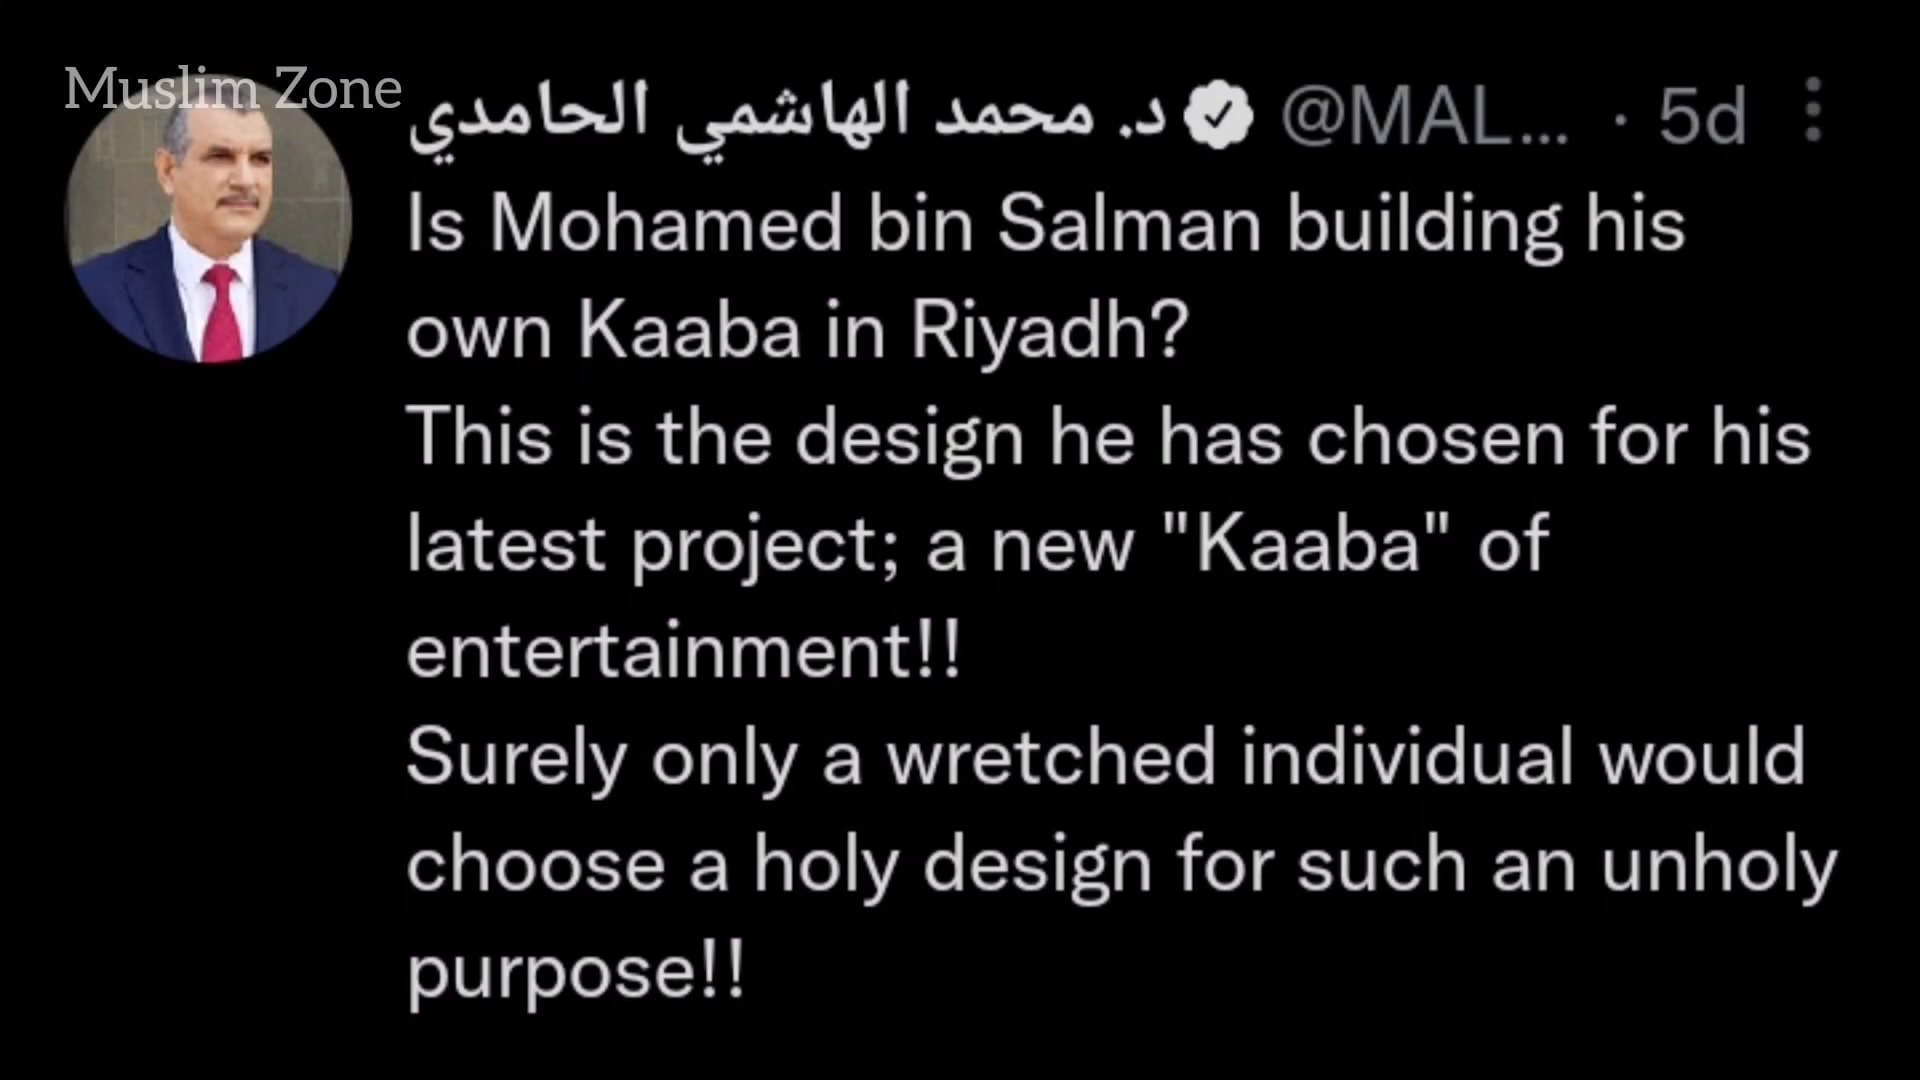 Muslim Zone
د. محمد الهاشمي الحامدي @MAL... · 5d
Is Mohamed bin Salman building his
own Kaaba in Riyadh?
This is the design he has chosen for his
latest project; a new "Kaaba" of
entertainment!!
Surely only a wretched individual would
choose a holy design for such an unholy
purpose!!